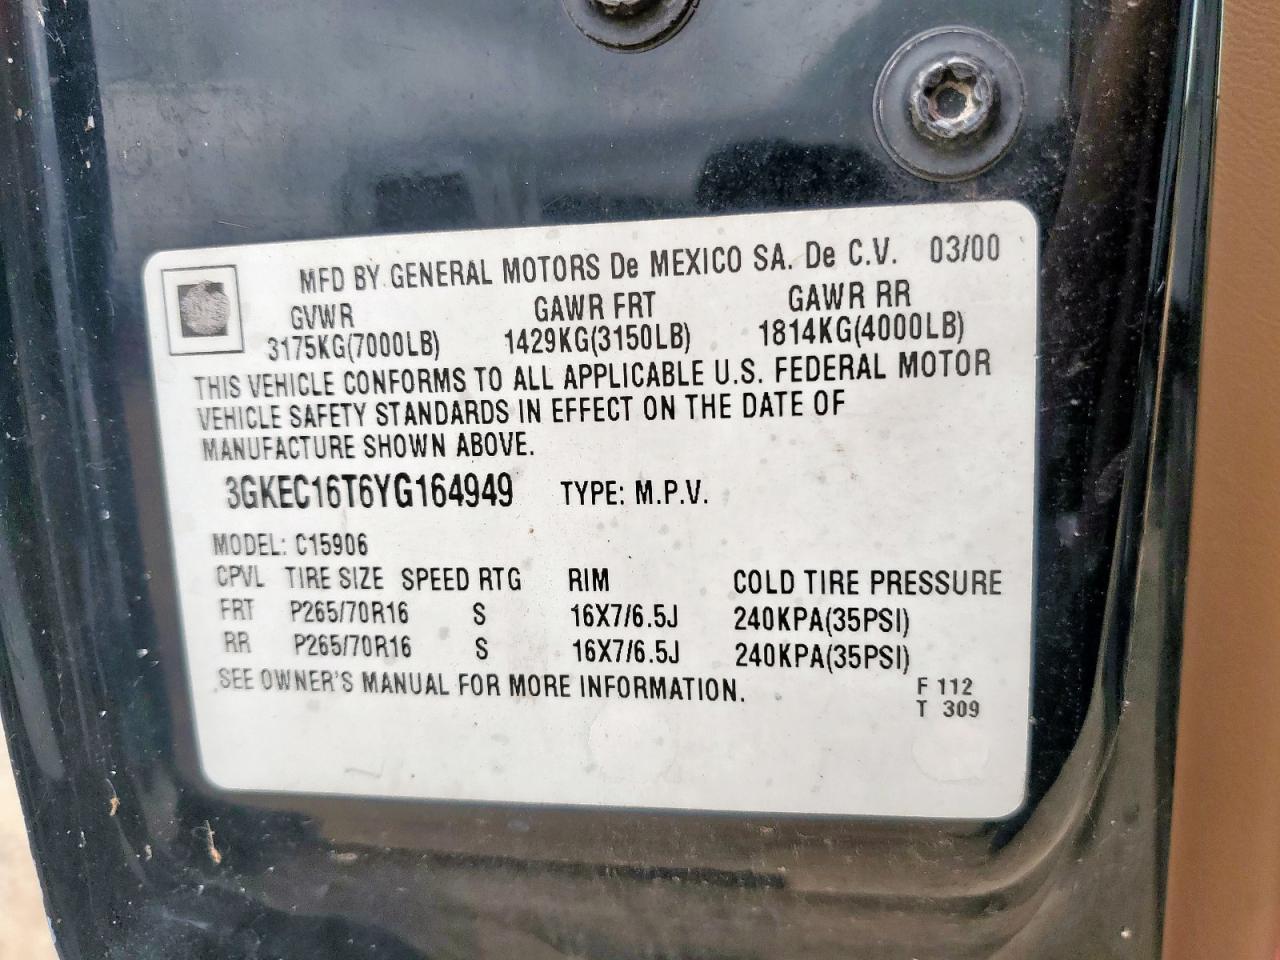 MFD BY GENERAL MOTORS De MEXICO SA. De C.V. 03/00
GVWR GAWR FRT GAWR RR
3175KG(7000LB) 1429KG(3150LB) 1814KG(4000LB)
THIS VEHICLE CONFORMS TO ALL APPLICABLE U.S. FEDERAL MOTOR
VEHICLE SAFETY STANDARDS IN EFFECT ON THE DATE OF
MANUFACTURE SHOWN ABOVE.
3GKEC16T6YG164949 TYPE: M.P.V.
MODEL: C15906
CPVL TIRE SIZE SPEED RTG RIM COLD TIRE PRESSURE
FRT P265/70R16 S 16X7/6.5J 240KPA(35PSI)
RR P265/70R16 S 16X7/6.5J 240KPA(35PSI)
SEE OWNER'S MANUAL FOR MORE INFORMATION.
F 112
T 309